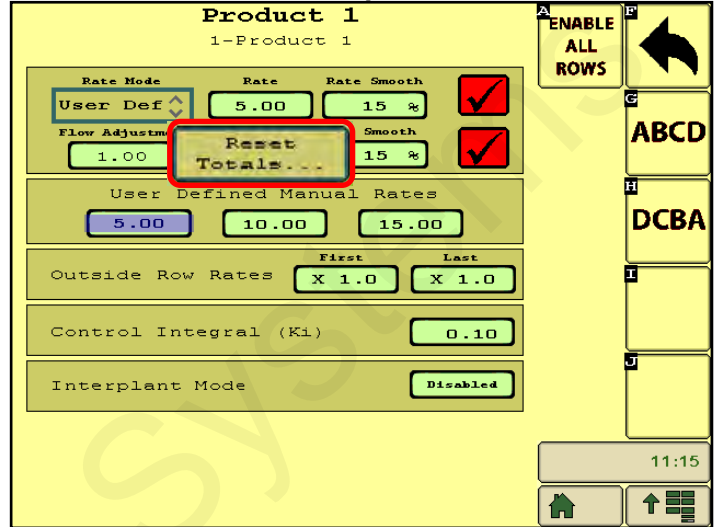 Product 1
1-Product 1
Rate Mode Rate Rate Smooth
User Def 5.00 15 %
Flow Adjustme Smooth
1.00 15 %
Reset
Totals...
User Defined Manual Rates
5.00 10.00 15.00
First Last
Outside Row Rates X 1.0 X 1.0
Control Integral (Ki) 0.10
Interplant Mode Disabled
A
ENABLE
ALL
ROWS
F
G
ABCD
H
DCBA
I
J
11:15
Systems